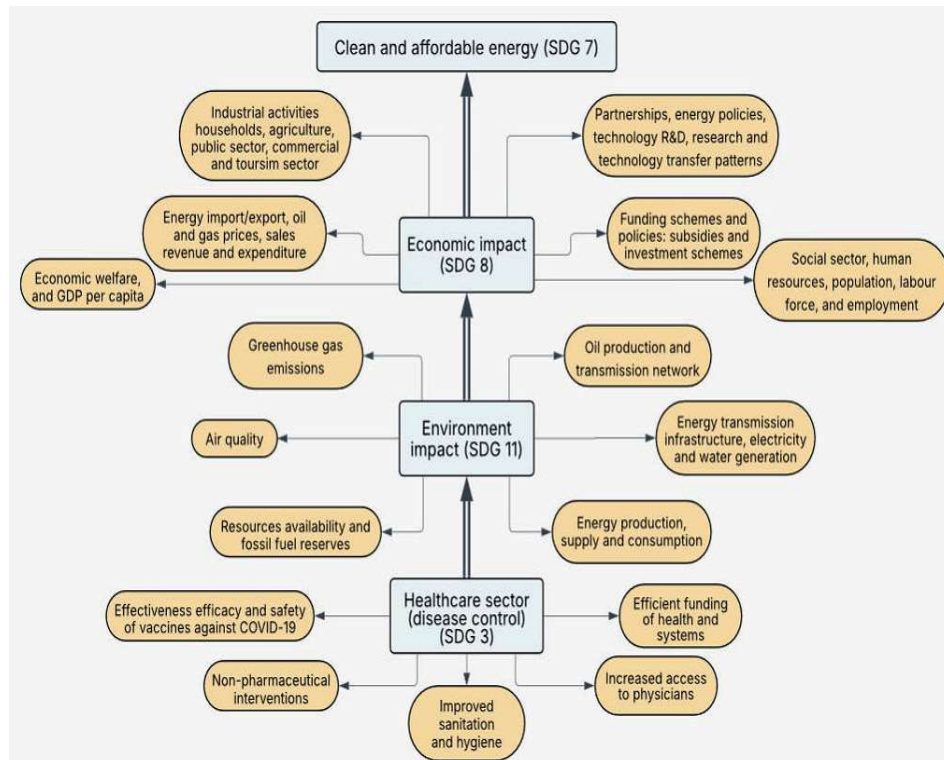 Clean and affordable energy (SDG 7)
Industrial activities
households, agriculture,
public sector, commercial
and toursim sector
Partnerships, energy policies,
technology R&D, research and
technology transfer patterns
Energy import/export, oil
and gas prices, sales
revenue and expenditure
Economic impact
(SDG 8)
Funding schemes and
policies: subsidies and
investment schemes
Economic welfare,
and GDP per capita
Social sector, human
resources, population, labour
force, and employment
Greenhouse gas
emissions
Oil production and
transmission network
Air quality
Environment
impact (SDG 11)
Energy transmission
infrastructure, electricity
and water generation
Resources availability and
fossil fuel reserves
Energy production,
supply and consumption
Effectiveness efficacy and safety
of vaccines against COVID-19
Healthcare sector
(disease control)
(SDG 3)
Efficient funding
of health and
systems
Non-pharmaceutical
interventions
Improved
sanitation
and hygiene
Increased access
to physicians